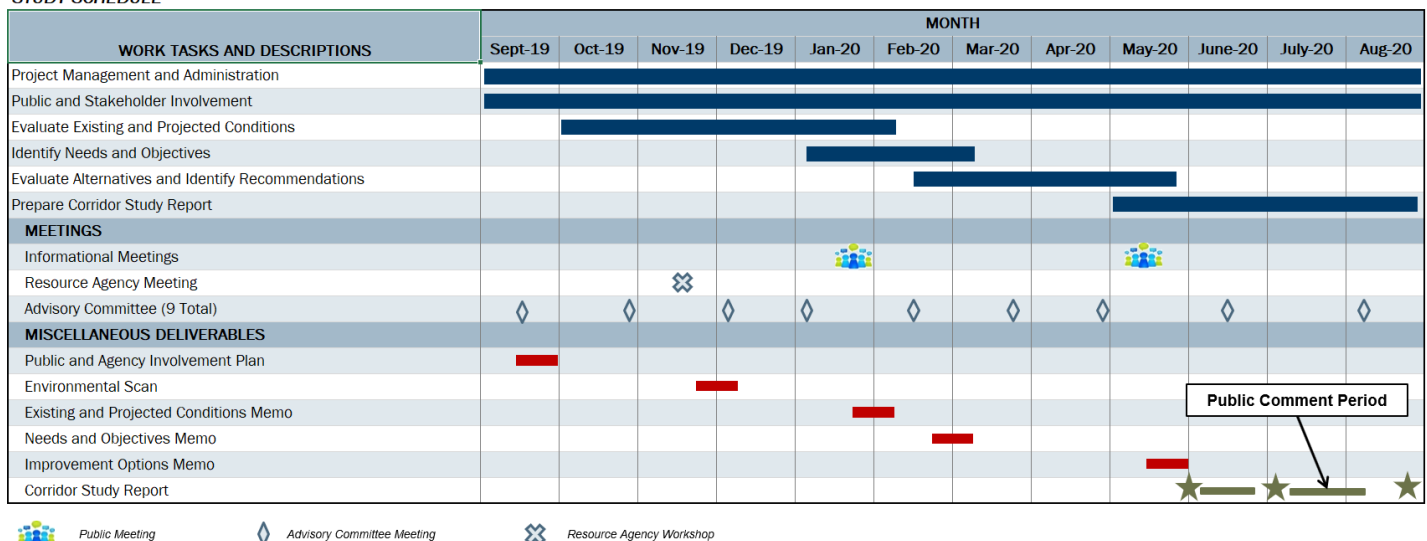 STUDY SCHEDULE
MONTH
WORK TASKS AND DESCRIPTIONS Sept-19 Oct-19 Nov-19 Dec-19 Jan-20 Feb-20 Mar-20 Apr-20 May-20 June-20 July-20 Aug-20
Project Management and Administration
Public and Stakeholder Involvement
Evaluate Existing and Projected Conditions
Identify Needs and Objectives
Evaluate Alternatives and Identify Recommendations
Prepare Corridor Study Report
MEETINGS
Informational Meetings
Resource Agency Meeting
Advisory Committee (9 Total)
MISCELLANEOUS DELIVERABLES
Public and Agency Involvement Plan
Environmental Scan
Existing and Projected Conditions Memo
Public Comment Period
Needs and Objectives Memo
Improvement Options Memo
Corridor Study Report
Public Meeting Advisory Committee Meeting Resource Agency Workshop